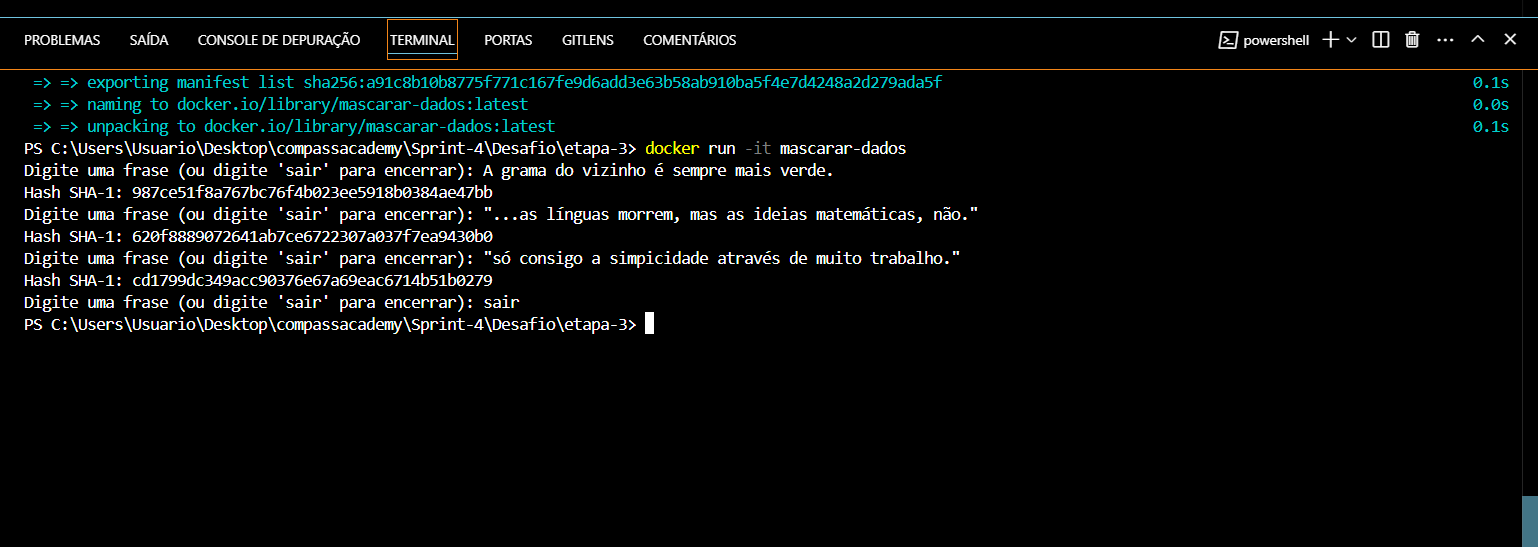 PROBLEMAS SAÍDA CONSOLE DE DEPURAÇÃO TERMINAL PORTAS GITLENS COMENTÁRIOS powershell
=> => exporting manifest list sha256:a91c8b10b8775f771c167fe9d6add3e63b58ab910ba5f4e7d4248a2d279ada5f 0.1s
=> => naming to docker.io/library/mascarar-dados:latest 0.0s
=> => unpacking to docker.io/library/mascarar-dados:latest 0.1s
PS C:\Users\Usuario\Desktop\compassacademy\Sprint-4\Desafio\etapa-3> docker run -it mascarar-dados
Digite uma frase (ou digite 'sair' para encerrar): A grama do vizinho é sempre mais verde.
Hash SHA-1: 987ce51f8a767bc76f4b023ee5918b0384ae47bb
Digite uma frase (ou digite 'sair' para encerrar): "...as línguas morrem, mas as ideias matemáticas, não."
Hash SHA-1: 620f8889072641ab7ce6722307a037f7ea9430b0
Digite uma frase (ou digite 'sair' para encerrar): "só consigo a simpicidade através de muito trabalho."
Hash SHA-1: cd1799dc349acc90376e67a69eac6714b51b0279
Digite uma frase (ou digite 'sair' para encerrar): sair
PS C:\Users\Usuario\Desktop\compassacademy\Sprint-4\Desafio\etapa-3>